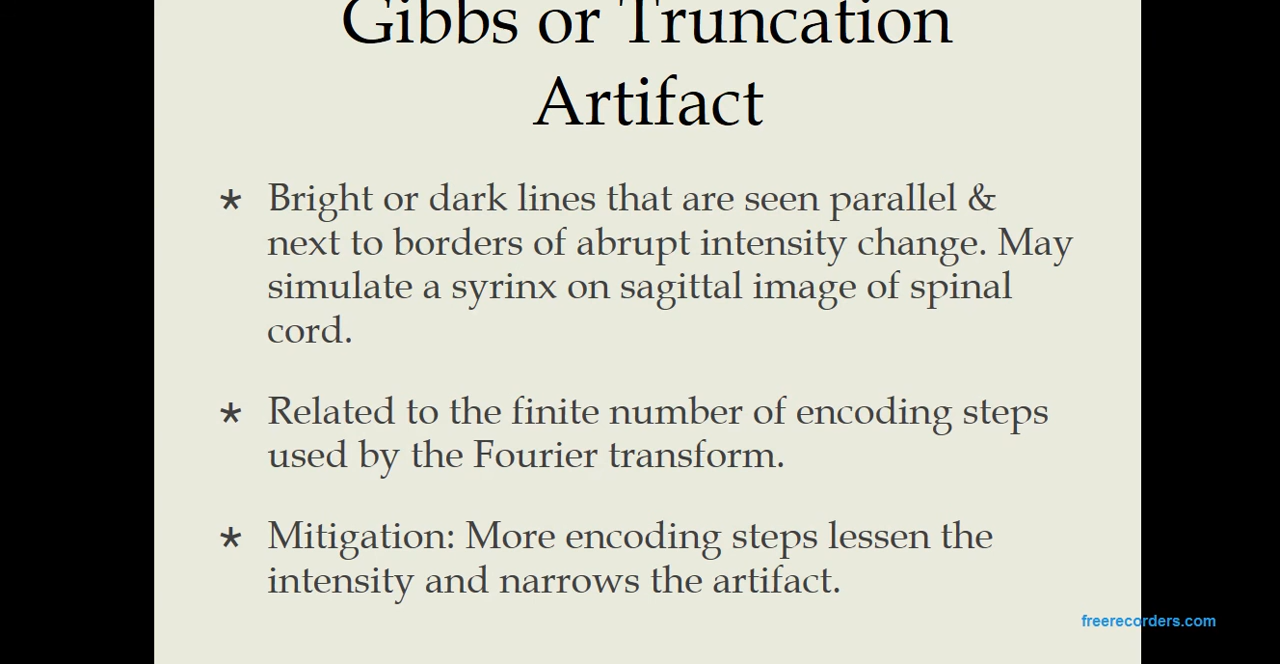 Gibbs or Truncation
Artifact
* Bright or dark lines that are seen parallel &
next to borders of abrupt intensity change. May
simulate a syrinx on sagittal image of spinal
cord.
* Related to the finite number of encoding steps
used by the Fourier transform.
* Mitigation: More encoding steps lessen the
intensity and narrows the artifact.
freerecorders.com